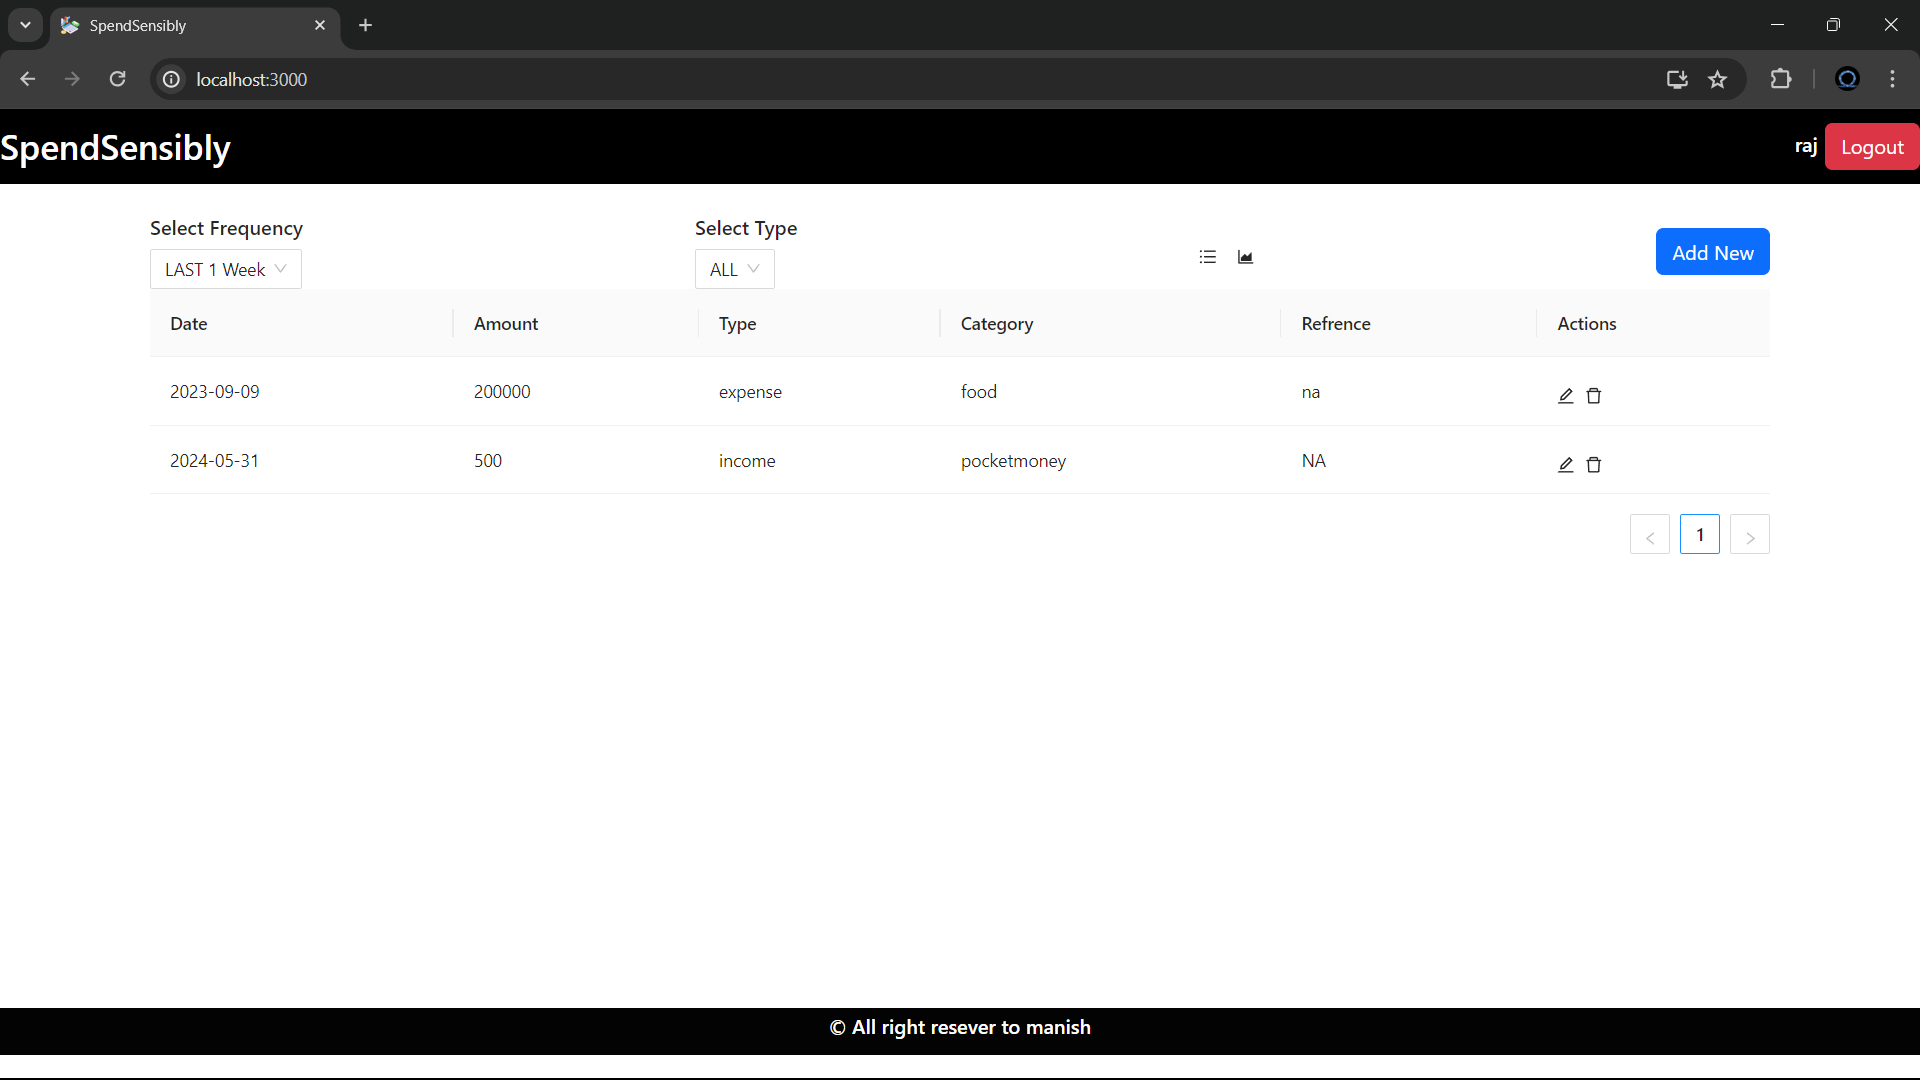 SpendSensibly
localhost:3000
SpendSensibly
raj Logout
Select Frequency Select Type
LAST 1 Week ALL Add New
Date Amount Type Category Refrence Actions
2023-09-09 200000 expense food na
2024-05-31 500 income pocketmoney NA
< 1 >
© All right resever to manish